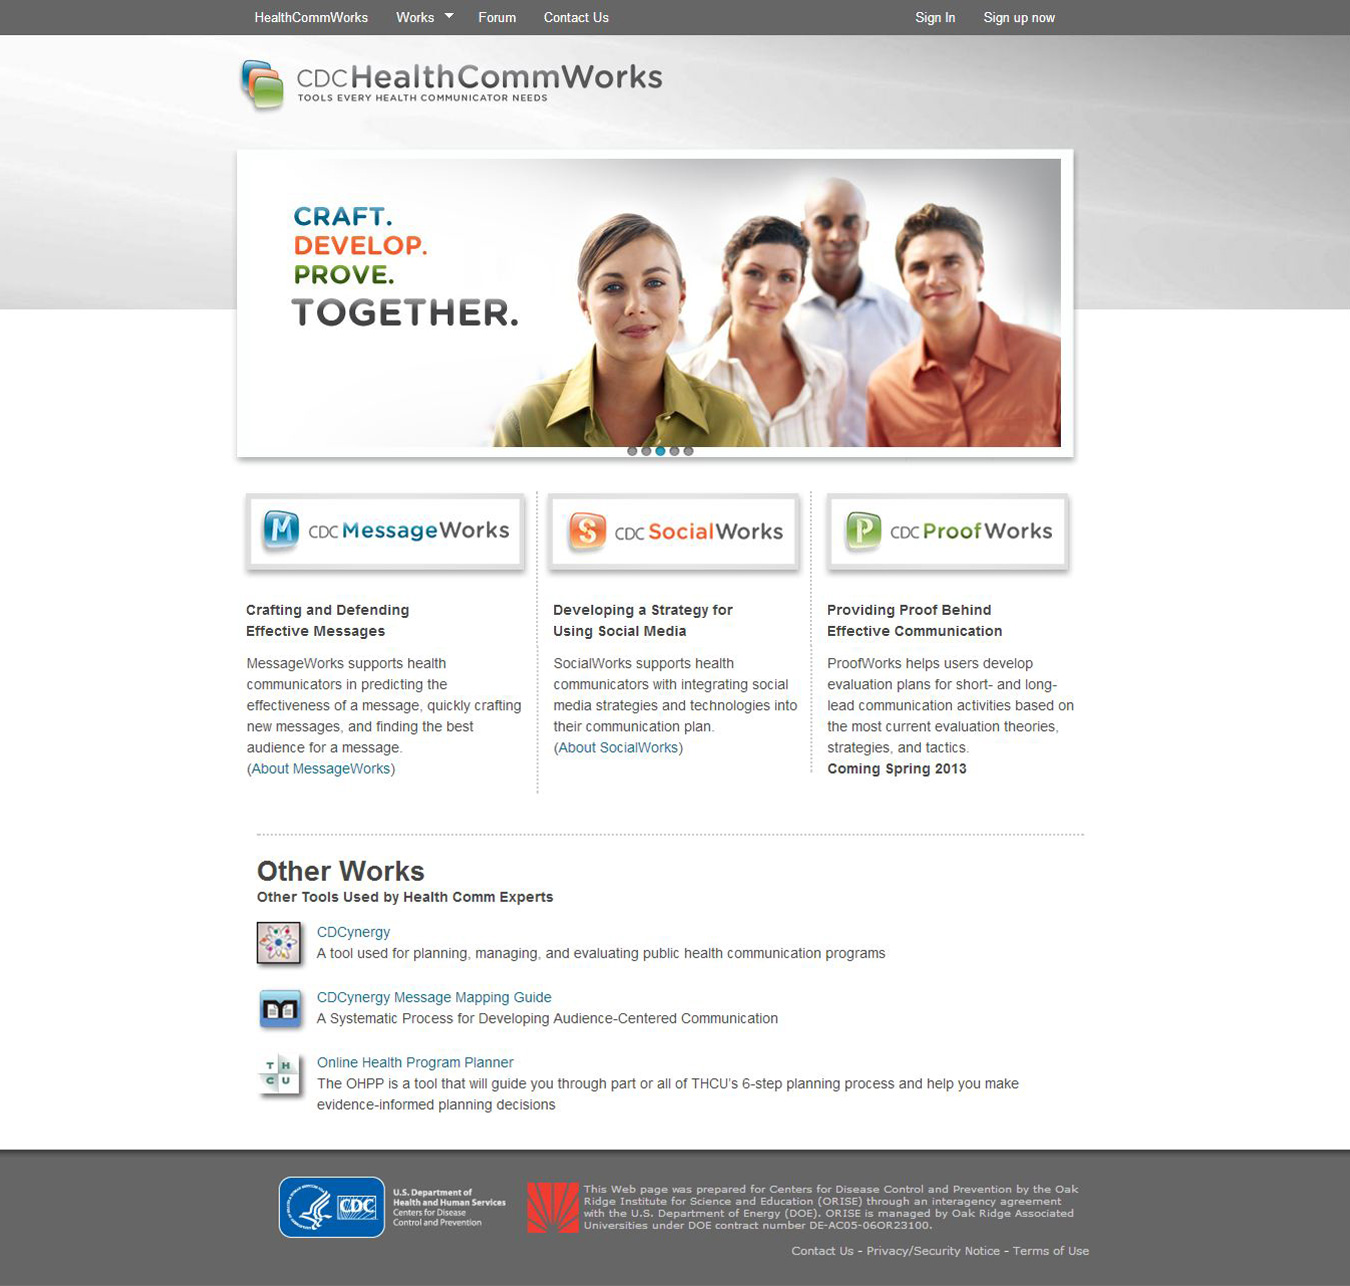 HealthCommWorks Works Forum Contact Us Sign In Sign up now
CDCHealthCommWorks
TOOLS EVERY HEALTH COMMUNICATOR NEEDS
CRAFT.
DEVELOP.
PROVE.
TOGETHER.
M CDC MessageWorks
Crafting and Defending
Effective Messages
MessageWorks supports health
communicators in predicting the
effectiveness of a message, quickly crafting
new messages, and finding the best
audience for a message.
(About MessageWorks)
S CDC SocialWorks
Developing a Strategy for
Using Social Media
SocialWorks supports health
communicators with integrating social
media strategies and technologies into
their communication plan.
(About SocialWorks)
P CDC ProofWorks
Providing Proof Behind
Effective Communication
ProofWorks helps users develop
evaluation plans for short- and long-
lead communication activities based on
the most current evaluation theories,
strategies, and tactics.
Coming Spring 2013
Other Works
Other Tools Used by Health Comm Experts
CDCynergy
A tool used for planning, managing, and evaluating public health communication programs
CDCynergy Message Mapping Guide
A Systematic Process for Developing Audience-Centered Communication
T H
C U
Online Health Program Planner
The OHPP is a tool that will guide you through part or all of THCU's 6-step planning process and help you make
evidence-informed planning decisions
CDC
U.S. Department of
Health and Human Services
Centers for Disease
Control and Prevention
This Web page was prepared for Centers for Disease Control and Prevention by the Oak
Ridge Institute for Science and Education (ORISE) through an interagency agreement
with the U.S. Department of Energy (DOE). ORISE is managed by Oak Ridge Associated
Universities under DOE contract number DE-AC05-06OR23100.
Contact Us - Privacy/Security Notice - Terms of Use